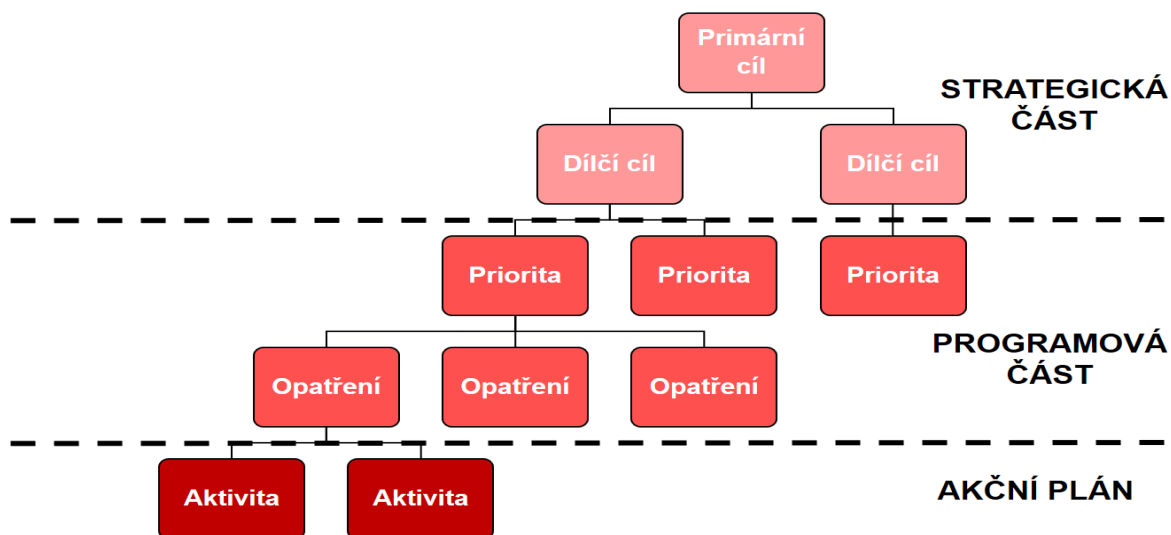 Primární
cíl
STRATEGICKÁ
ČÁST
Dílčí cíl
Dílčí cíl
Priorita
Priorita
Priorita
PROGRAMOVÁ
ČÁST
Opatření
Opatření
Opatření
Aktivita
Aktivita
AKČNÍ PLÁN